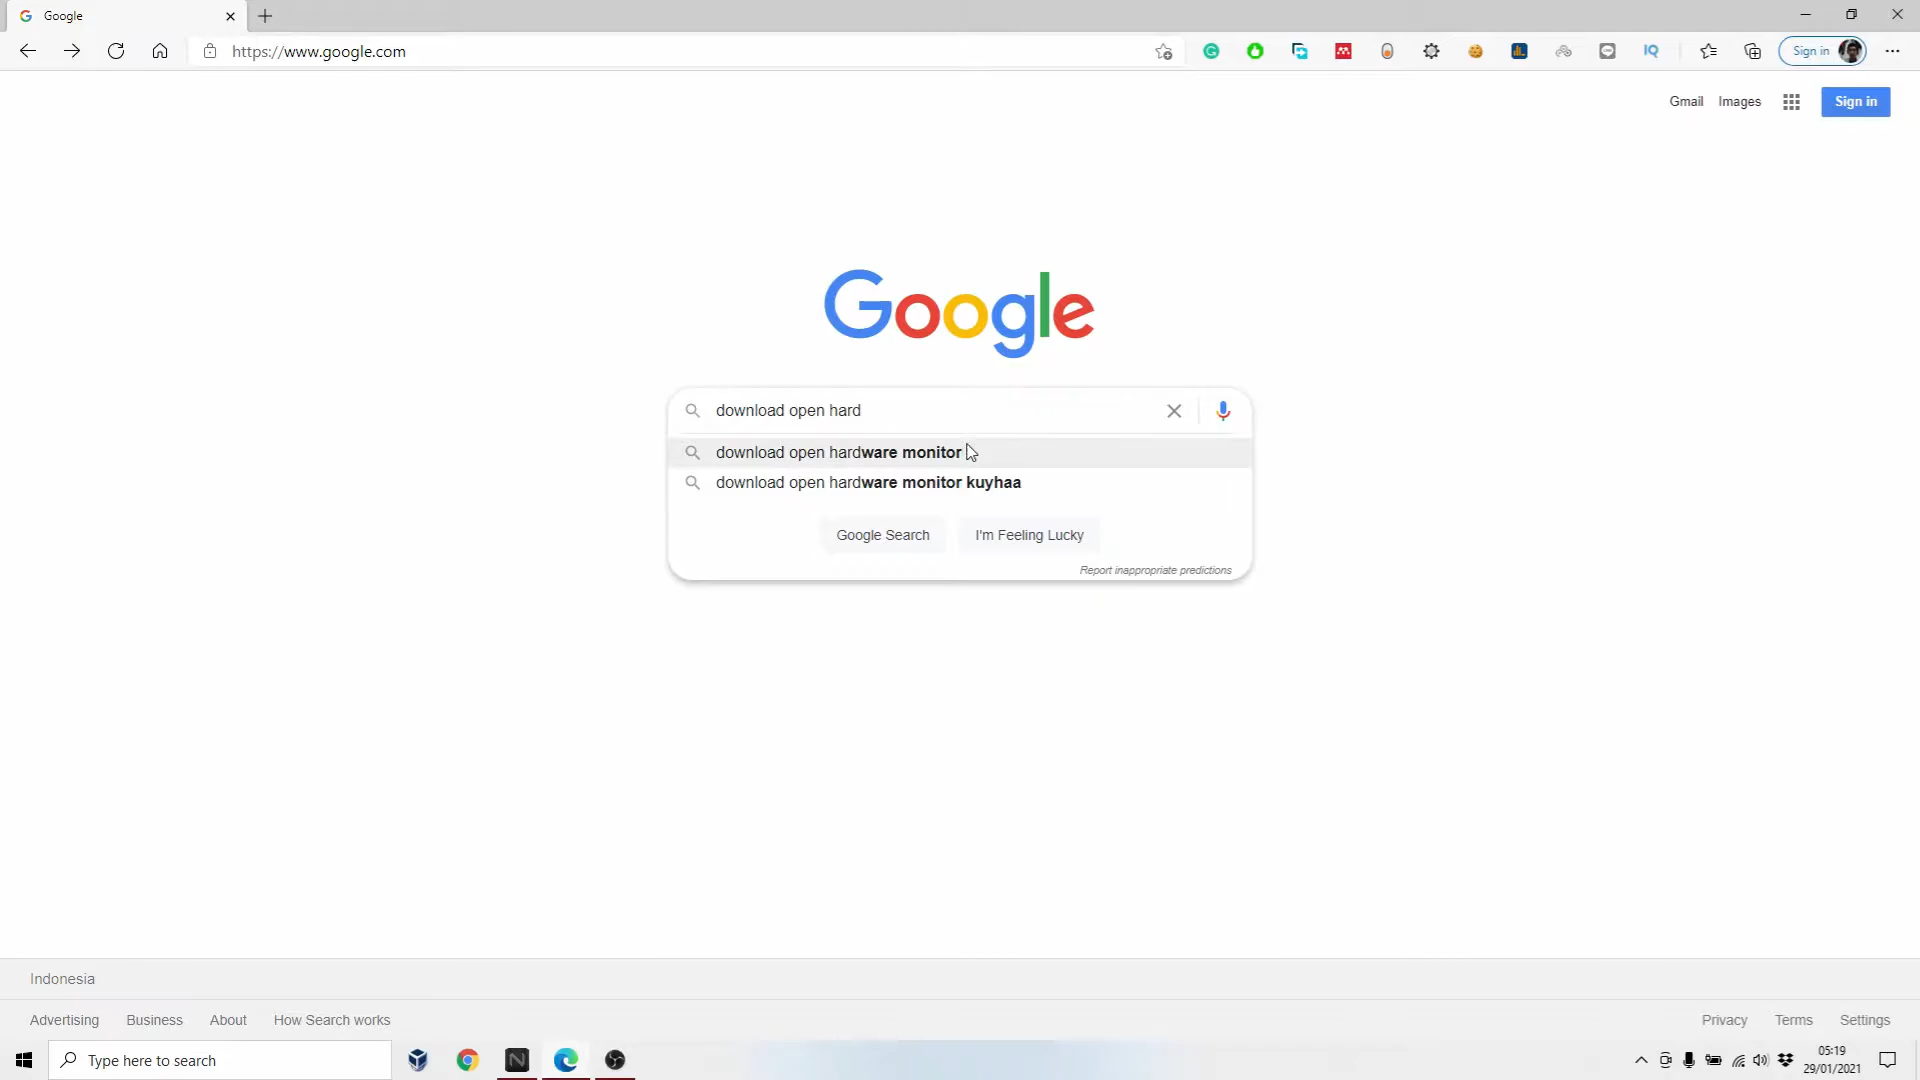 Google
https://www.google.com
IQ
Sign in
Gmail
Images
Sign in
Google
download open hard
download open hardware monitor
download open hardware monitor kuyhaa
Google Search
I'm Feeling Lucky
Report inappropriate predictions
Indonesia
Advertising
Business
About
How Search works
Privacy
Terms
Settings
Type here to search
05:19
29/01/2021